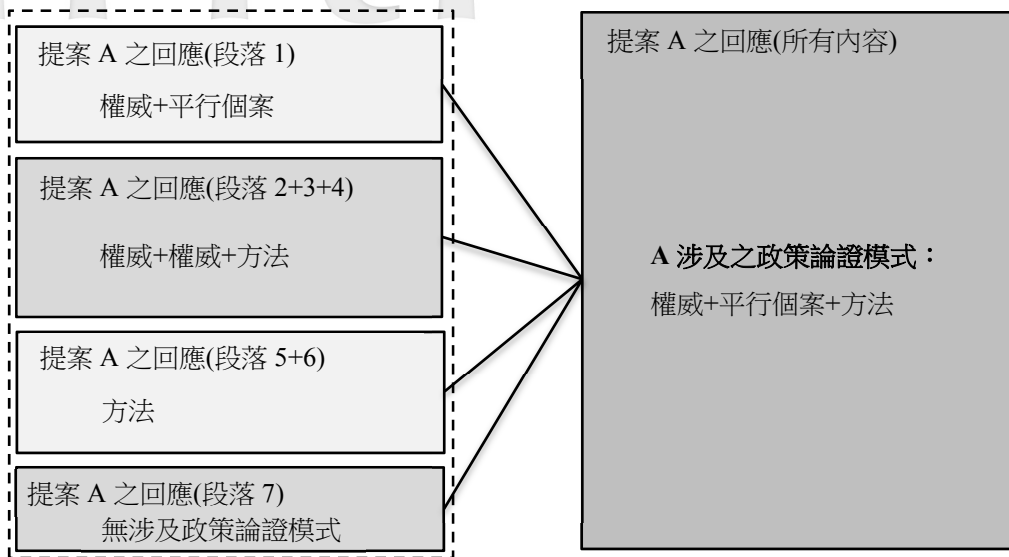 提案 A 之回應(段落 1)
權威+平行個案
提案 A 之回應(段落 2+3+4)
權威+權威+方法
提案 A 之回應(段落 5+6)
方法
提案 A 之回應(段落 7)
無涉及政策論證模式
提案 A 之回應(所有內容)
A 涉及之政策論證模式：
權威+平行個案+方法